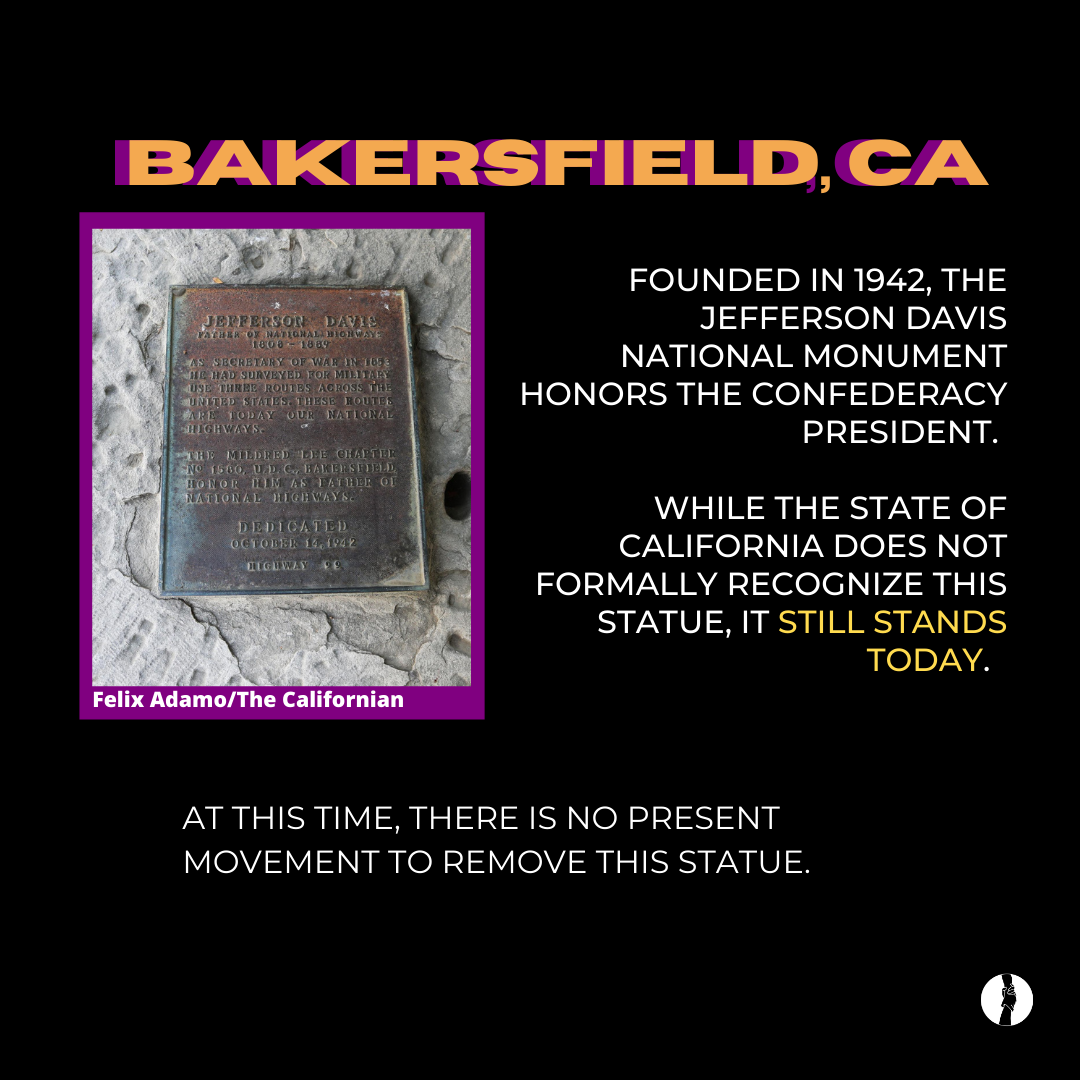 BAKERSFIELD, CA
JEFFERSON DAVIS
FATHER OF NATIONAL HIGHWAYS
1808 - 1889
AS SECRETARY OF WAR IN 1853
HE HAD SURVEYED FOR MILITARY
USE THREE ROUTES ACROSS THE
UNITED STATES. THESE ROUTES
ARE TODAY OUR NATIONAL
HIGHWAYS.
THE MILDRED LEE CHAPTER
NO 1580, U.D.C., BAKERSFIELD,
HONOR HIM AS FATHER OF
NATIONAL HIGHWAYS.
DEDICATED
OCTOBER 14, 1942
HIGHWAY 99
Felix Adamo/The Californian
FOUNDED IN 1942, THE
JEFFERSON DAVIS
NATIONAL MONUMENT
HONORS THE CONFEDERACY
PRESIDENT.
WHILE THE STATE OF
CALIFORNIA DOES NOT
FORMALLY RECOGNIZE THIS
STATUE, IT STILL STANDS
TODAY.
AT THIS TIME, THERE IS NO PRESENT
MOVEMENT TO REMOVE THIS STATUE.